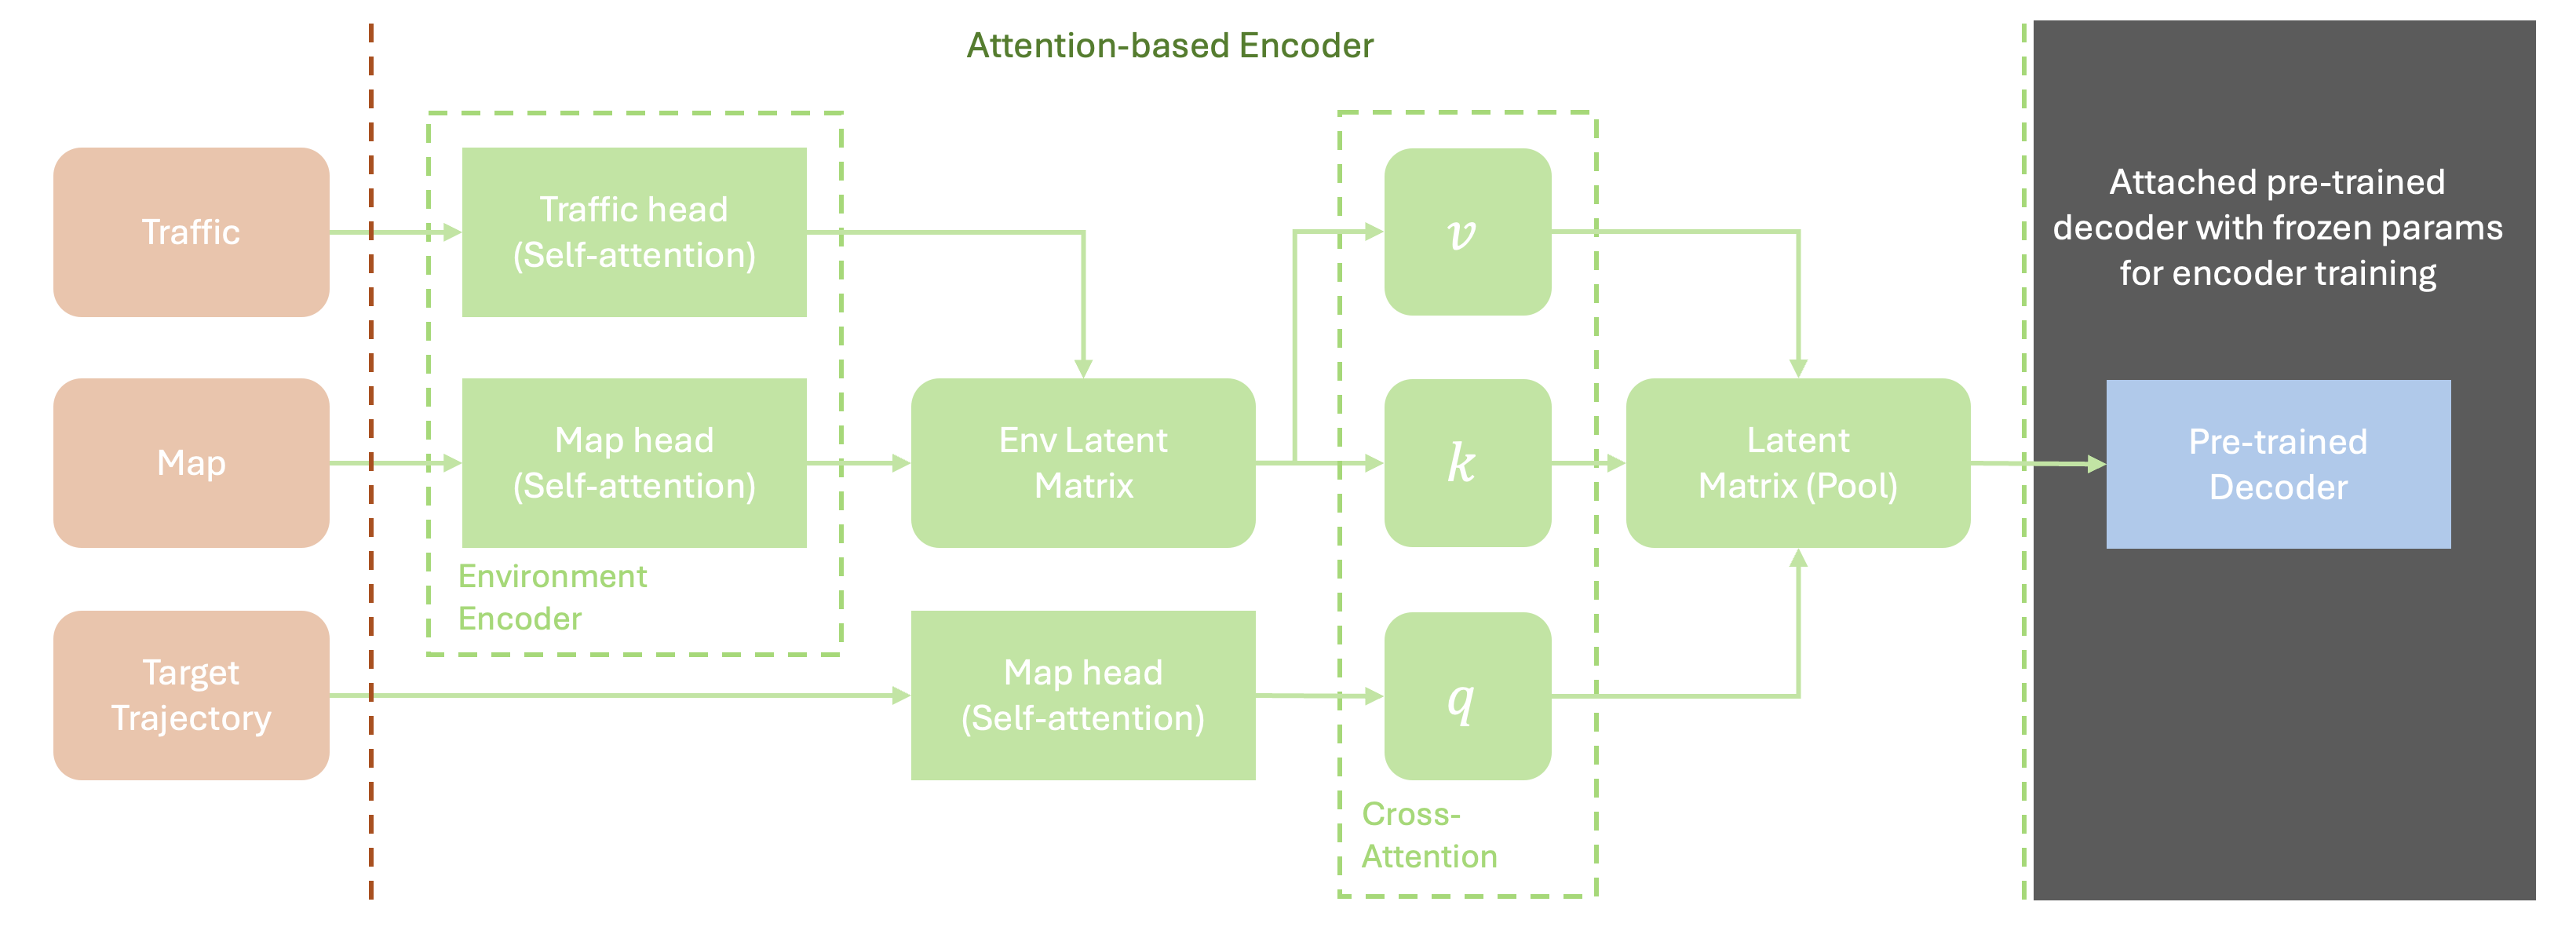 Attention-based Encoder
Traffic
Traffic head
(Self-attention)
v
Attached pre-trained
decoder with frozen params
for encoder training
Map
Map head
(Self-attention)
Env Latent
Matrix
k
Latent
Matrix (Pool)
Pre-trained
Decoder
Environment
Encoder
Target
Trajectory
Map head
(Self-attention)
q
Cross-
Attention